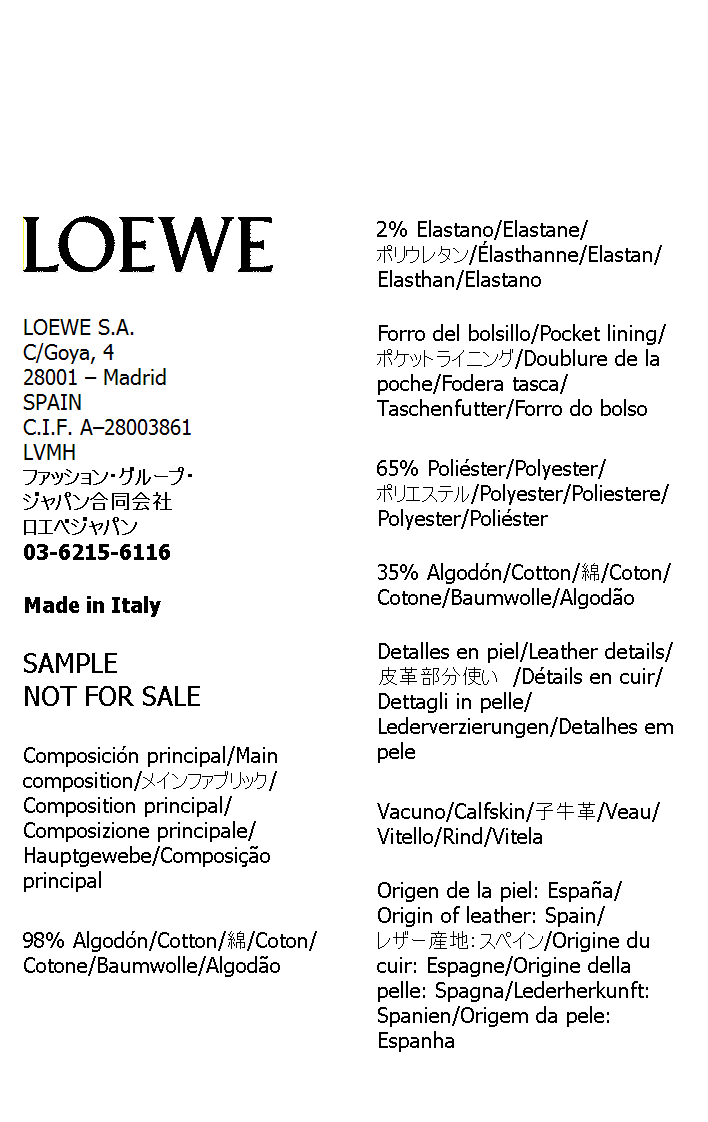 LOEWE
LOEWE S.A.
C/Goya, 4
28001 – Madrid
SPAIN
C.I.F. A–28003861
LVMH
ファッション・グループ・
ジャパン合同会社
ロエベジャパン
03-6215-6116
Made in Italy
SAMPLE
NOT FOR SALE
Composición principal/Main
composition/メインファブリック/
Composition principal/
Composizione principale/
Hauptgewebe/Composição
principal
98% Algodón/Cotton/綿/Coton/
Cotone/Baumwolle/Algodão
2% Elastano/Elastane/
ポリウレタン/Élasthanne/Elastan/
Elasthan/Elastano
Forro del bolsillo/Pocket lining/
ポケットライニング/Doublure de la
poche/Fodera tasca/
Taschenfutter/Forro do bolso
65% Poliéster/Polyester/
ポリエステル/Polyester/Poliestere/
Polyester/Poliéster
35% Algodón/Cotton/綿/Coton/
Cotone/Baumwolle/Algodão
Detalles en piel/Leather details/
皮革部分使い /Détails en cuir/
Dettagli in pelle/
Lederverzierungen/Detalhes em
pele
Vacuno/Calfskin/子牛革/Veau/
Vitello/Rind/Vitela
Origen de la piel: España/
Origin of leather: Spain/
レザー産地：スペイン/Origine du
cuir: Espagne/Origine della
pelle: Spagna/Lederherkunft:
Spanien/Origem da pele:
Espanha